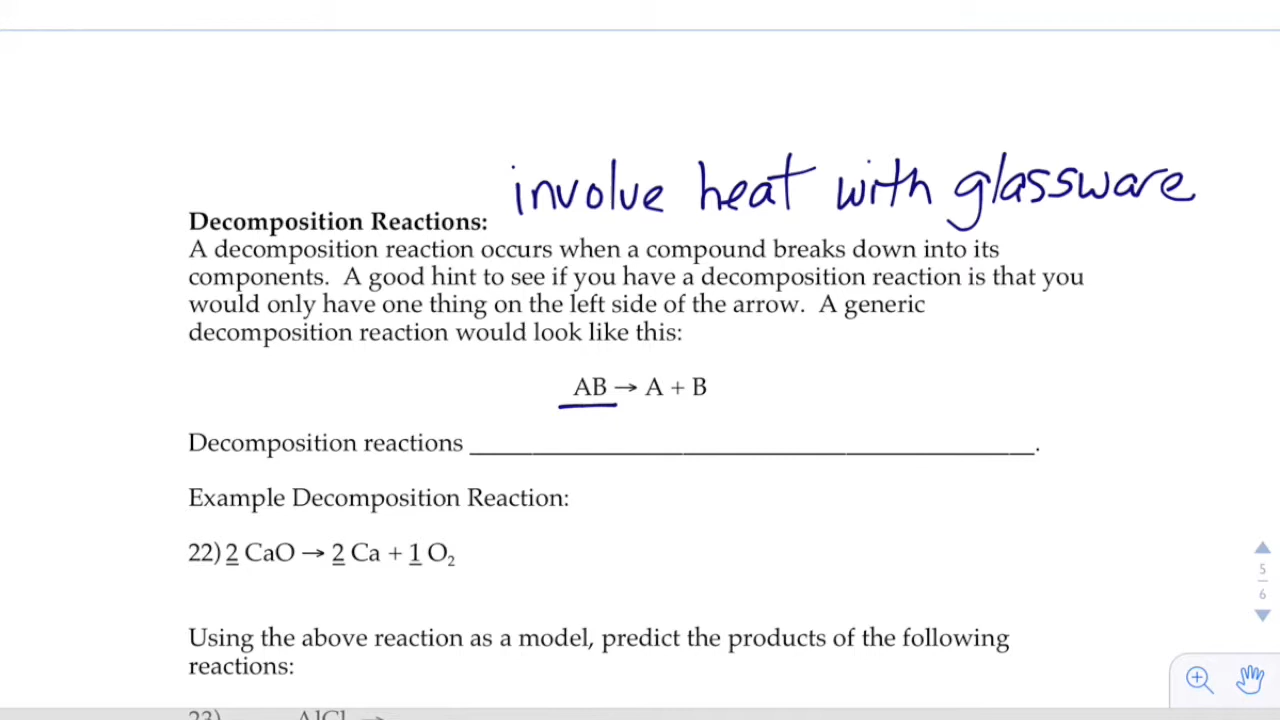 involve heat with glassware
Decomposition Reactions:
A decomposition reaction occurs when a compound breaks down into its
components. A good hint to see if you have a decomposition reaction is that you
would only have one thing on the left side of the arrow. A generic
decomposition reaction would look like this:
AB → A + B
Decomposition reactions ______________________________.
Example Decomposition Reaction:
22) 2 CaO → 2 Ca + 1 O₂
5
6
Using the above reaction as a model, predict the products of the following
reactions: